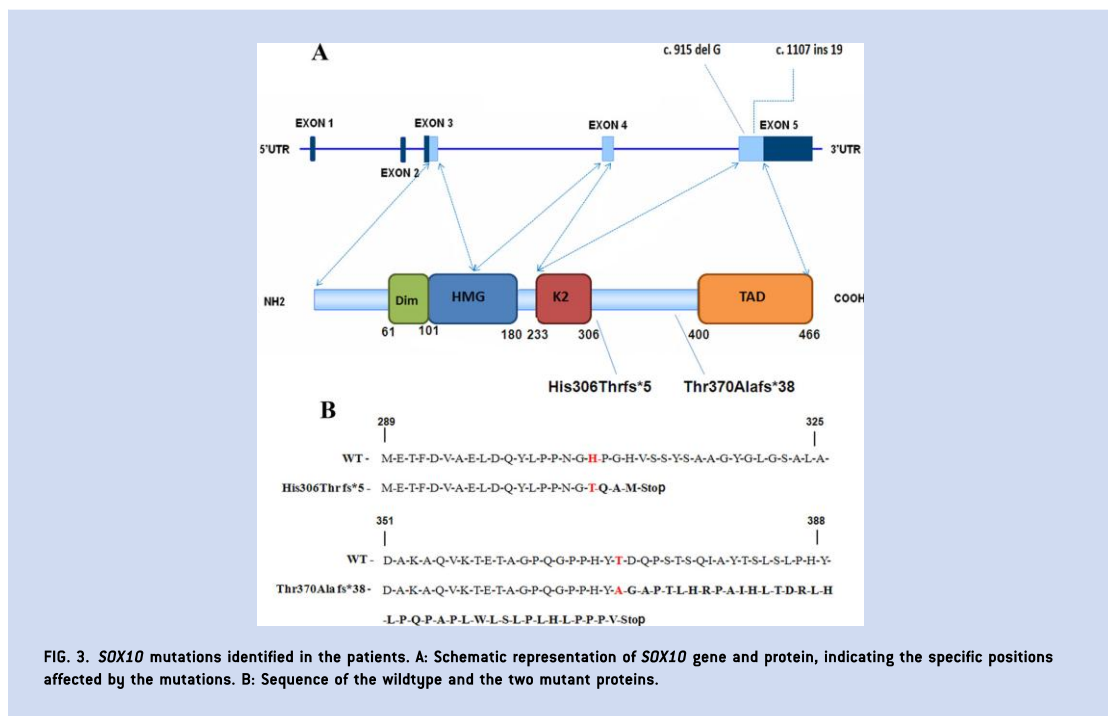 A
c. 915 del G
c. 1107 ins 19
EXON 1
EXON 3
EXON 4
EXON 5
5'UTR
3'UTR
EXON 2
NH2
Dim
HMG
K2
TAD
COOH
61
101
180
233
306
400
466
His306Thrfs*5
Thr370Alafs*38
B
289
325
WT - M-E-T-F-D-V-A-E-L-D-Q-Y-L-P-P-N-G-H-P-G-H-V-S-S-Y-S-A-A-G-Y-G-L-G-S-A-L-A-
His306Thrfs*5 - M-E-T-F-D-V-A-E-L-D-Q-Y-L-P-P-N-G-T-Q-A-M-Stop
351
388
WT - D-A-K-A-Q-V-K-T-E-T-A-G-P-Q-G-P-P-H-Y-T-D-Q-P-S-T-S-Q-I-A-Y-T-S-L-S-L-P-H-Y-
Thr370Alafs*38- D-A-K-A-Q-V-K-T-E-T-A-G-P-Q-G-P-P-H-Y-A-G-A-P-T-L-H-R-P-A-I-H-L-T-D-R-L-H
-L-P-Q-P-A-P-L-W-L-S-L-P-L-H-L-P-P-P-V-Stop
FIG. 3. SOX10 mutations identified in the patients. A: Schematic representation of SOX10 gene and protein, indicating the specific positions
affected by the mutations. B: Sequence of the wildtype and the two mutant proteins.